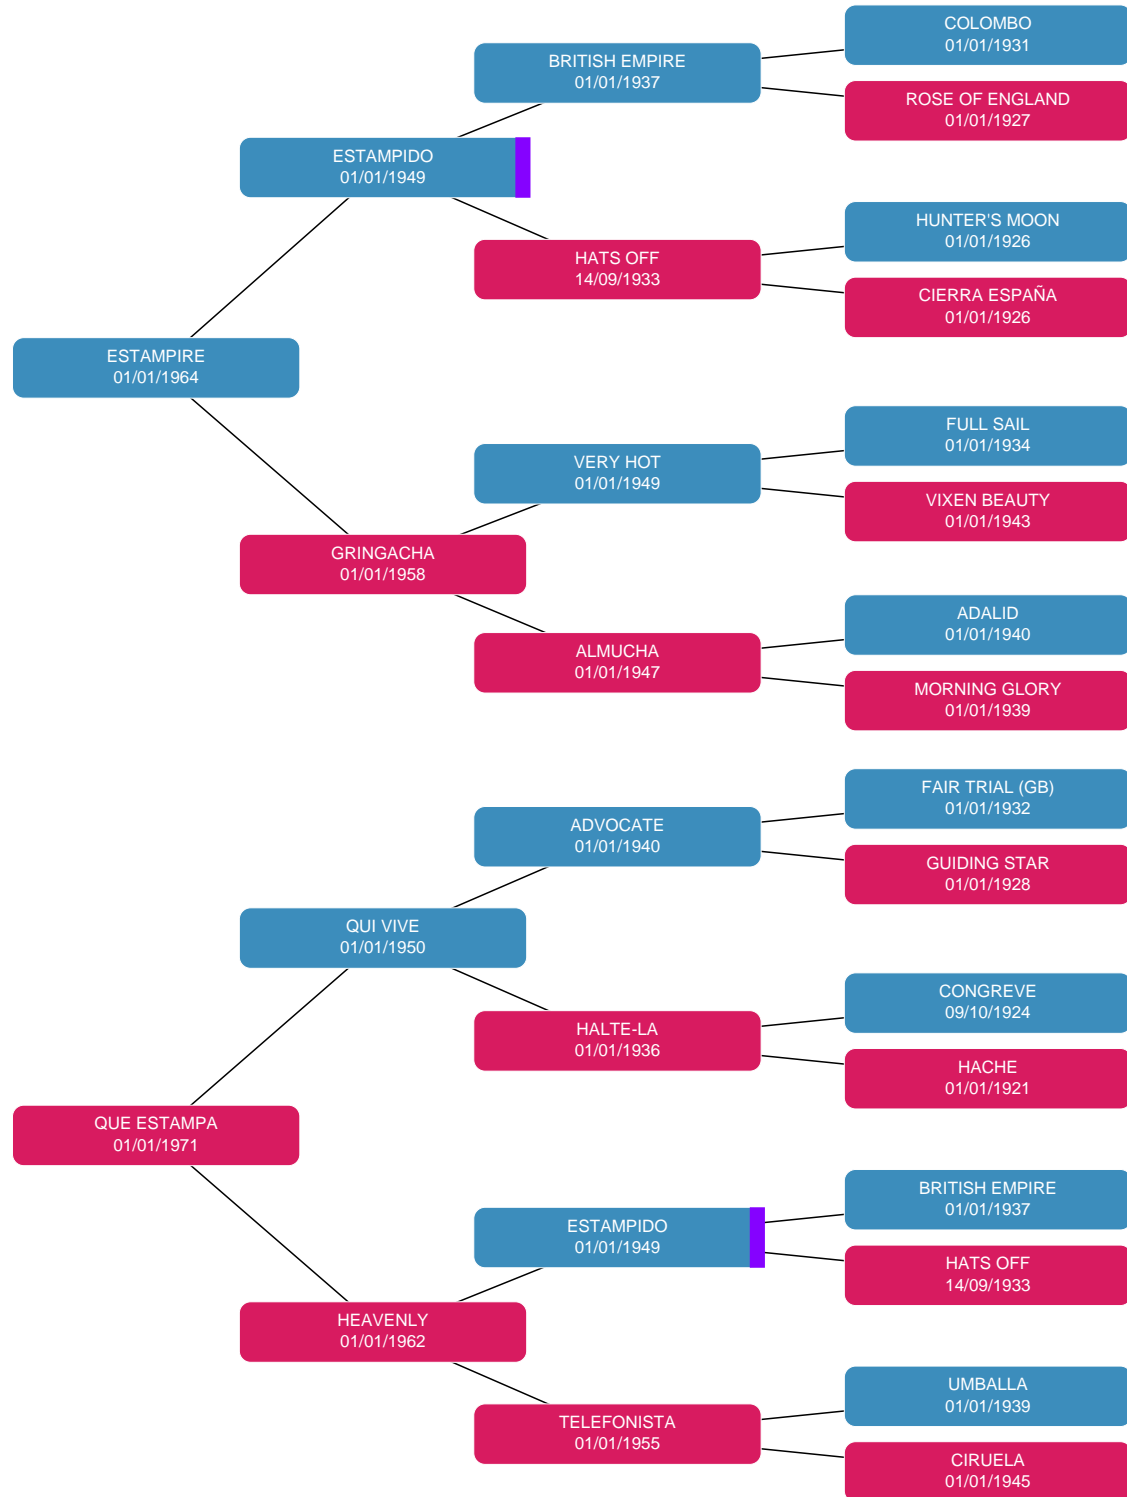 COLOMBO
01/01/1931
BRITISH EMPIRE
01/01/1937
ROSE OF ENGLAND
01/01/1927
ESTAMPIDO
01/01/1949
HUNTER'S MOON
01/01/1926
HATS OFF
14/09/1933
CIERRA ESPAÑA
01/01/1926
ESTAMPIRE
01/01/1964
FULL SAIL
01/01/1934
VERY HOT
01/01/1949
VIXEN BEAUTY
01/01/1943
GRINGACHA
01/01/1958
ADALID
01/01/1940
ALMUCHA
01/01/1947
MORNING GLORY
01/01/1939
FAIR TRIAL (GB)
01/01/1932
ADVOCATE
01/01/1940
GUIDING STAR
01/01/1928
QUI VIVE
01/01/1950
CONGREVE
09/10/1924
HALTE-LA
01/01/1936
HACHE
01/01/1921
QUE ESTAMPA
01/01/1971
BRITISH EMPIRE
01/01/1937
ESTAMPIDO
01/01/1949
HATS OFF
14/09/1933
HEAVENLY
01/01/1962
UMBALLA
01/01/1939
TELEFONISTA
01/01/1955
CIRUELA
01/01/1945